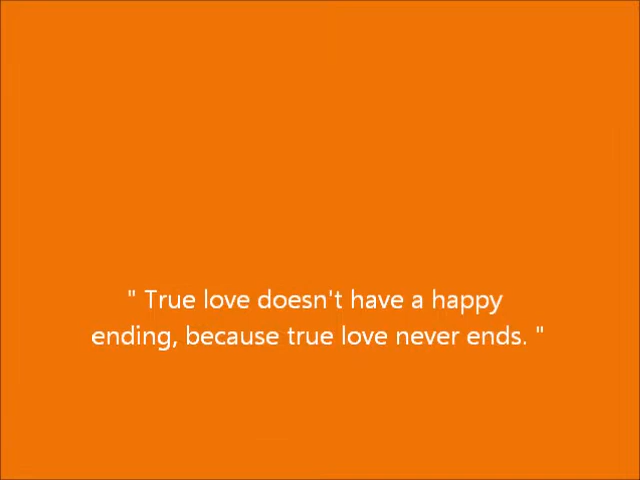 " True love doesn't have a happy
ending, because true love never ends. "